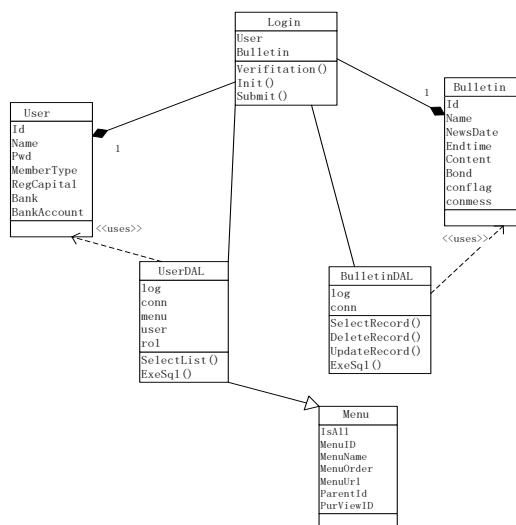 Login
User
Bulletin
Verifitation()
Init()
Submit()
User
Id
Name
Pwd
MemberType
RegCapital
Bank
BankAccount
1
1
Bulletin
Id
Name
NewsDate
Endtime
Content
Bond
conflag
conmess
<<uses>>
<<uses>>
UserDAL
log
conn
menu
user
rol
SelectList()
ExeSql()
BulletinDAL
log
conn
SelectRecord()
DeleteRecord()
UpdateRecord()
ExeSql()
Menu
IsAll
MenuID
MenuName
MenuOrder
MenuUrl
ParentId
PurViewID